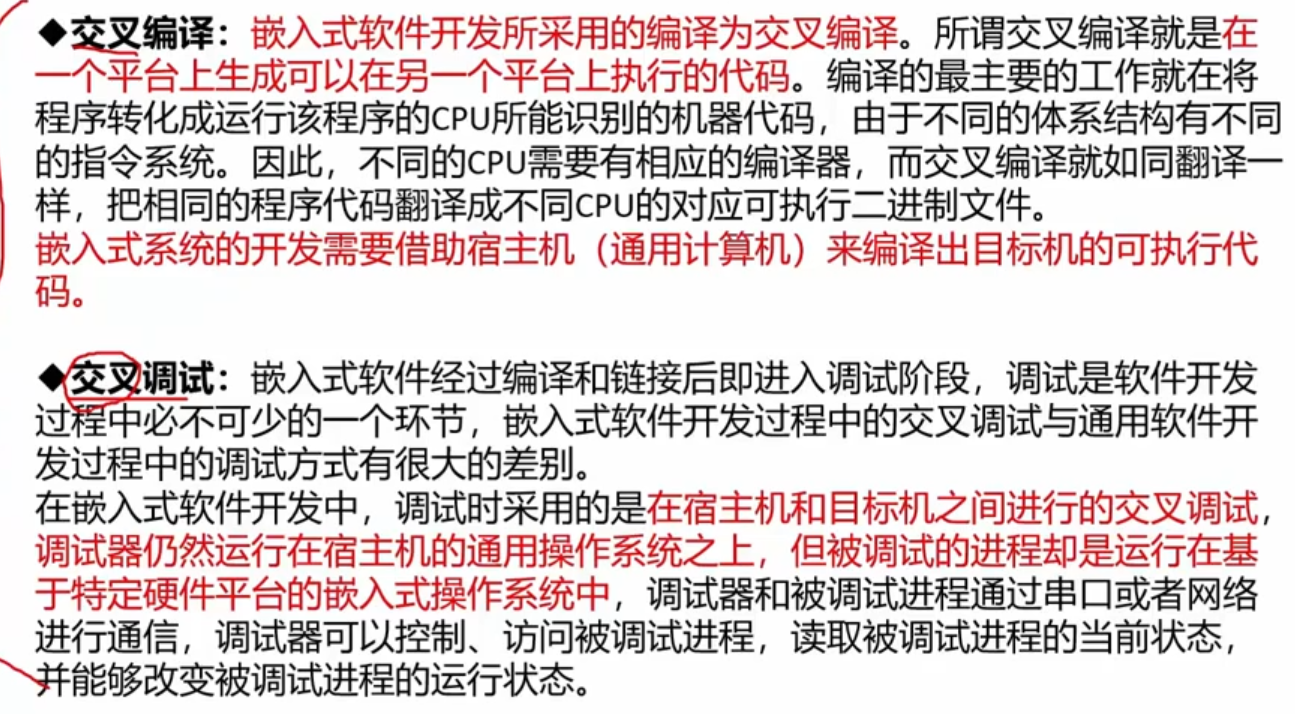 ◆交叉编译：嵌入式软件开发所采用的编译为交叉编译。所谓交叉编译就是在
一个平台上生成可以在另一个平台上执行的代码。编译的最主要的工作就在将
程序转化成运行该程序的CPU所能识别的机器代码，由于不同的体系结构有不同
的指令系统。因此，不同的CPU需要有相应的编译器，而交叉编译就如同翻译一
样，把相同的程序代码翻译成不同CPU的对应可执行二进制文件。
嵌入式系统的开发需要借助宿主机（通用计算机）来编译出目标机的可执行代
码。
◆交叉调试：嵌入式软件经过编译和链接后即进入调试阶段，调试是软件开发
过程中必不可少的一个环节，嵌入式软件开发过程中的交叉调试与通用软件开
发过程中的调试方式有很大的差别。
在嵌入式软件开发中，调试时采用的是在宿主机和目标机之间进行的交叉调试，
调试器仍然运行在宿主机的通用操作系统之上，但被调试的进程却是运行在基
于特定硬件平台的嵌入式操作系统中，调试器和被调试进程通过串口或者网络
进行通信，调试器可以控制、访问被调试进程，读取被调试进程的当前状态，
并能够改变被调试进程的运行状态。